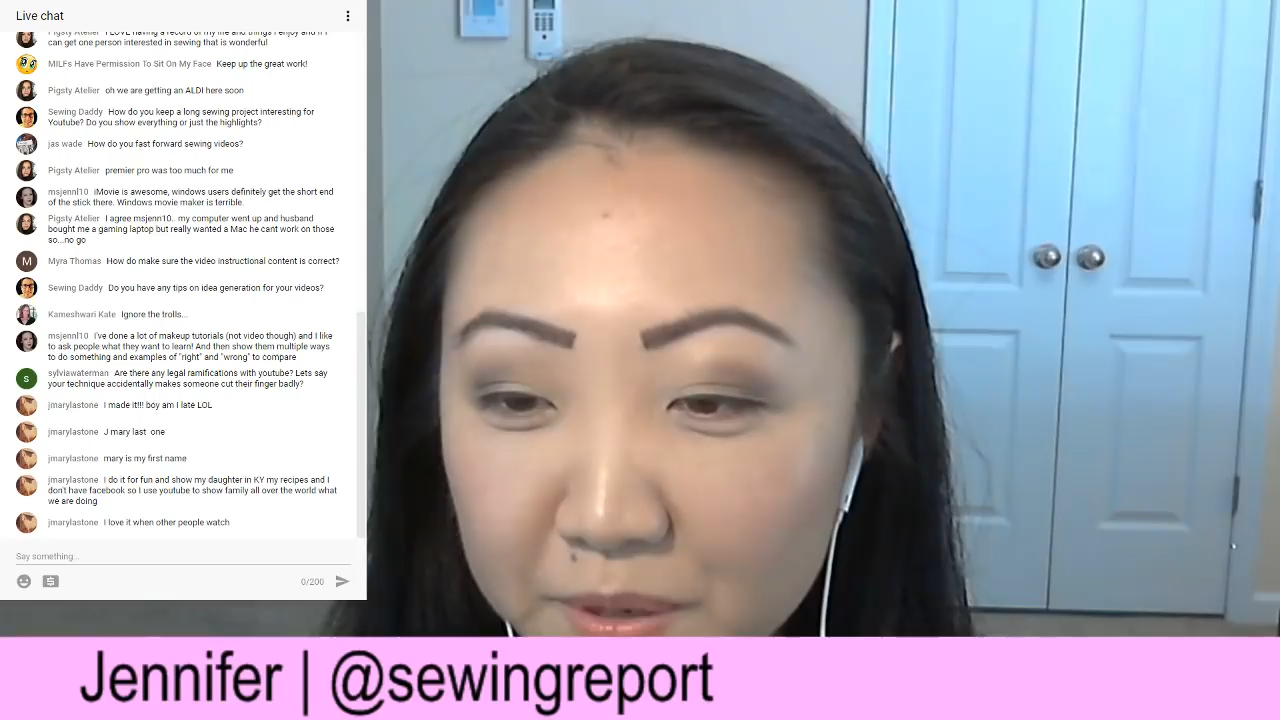 Live chat
Pigsty Atelier I LOVE having a record of my life and things I enjoy and if I
can get one person interested in sewing that is wonderful!
MILFs Have Permission To Sit On My Face Keep up the great work!
Pigsty Atelier oh we are getting an ALDI here soon
Sewing Daddy How do you keep a long sewing project interesting for
Youtube? Do you show everything or just the highlights?
jas wade How do you fast forward sewing videos?
Pigsty Atelier premier pro was too much for me
msjennl10 iMovie is awesome, windows users definitely get the short end
of the stick there. Windows movie maker is terrible.
Pigsty Atelier I agree msjenn10.. my computer went up and husband
bought me a gaming laptop but really wanted a Mac he cant work on those
so...no go
M Myra Thomas How do make sure the video instructional content is correct?
Sewing Daddy Do you have any tips on idea generation for your videos?
Kameshwari Kate Ignore the trolls...
msjennl10 I've done a lot of makeup tutorials (not video though) and I like
to ask people what they want to learn! And then show them multiple ways
to do something and examples of "right" and "wrong" to compare
s sylviawaterman Are there any legal ramifications with youtube? Lets say
your technique accidentally makes someone cut their finger badly?
jmarylastone I made it!!! boy am I late LOL
jmarylastone J mary last one
jmarylastone mary is my first name
jmarylastone I do it for fun and show my daughter in KY my recipes and I
don't have facebook so I use youtube to show family all over the world what
we are doing
jmarylastone I love it when other people watch
Say something...
0/200
Jennifer | @sewingreport